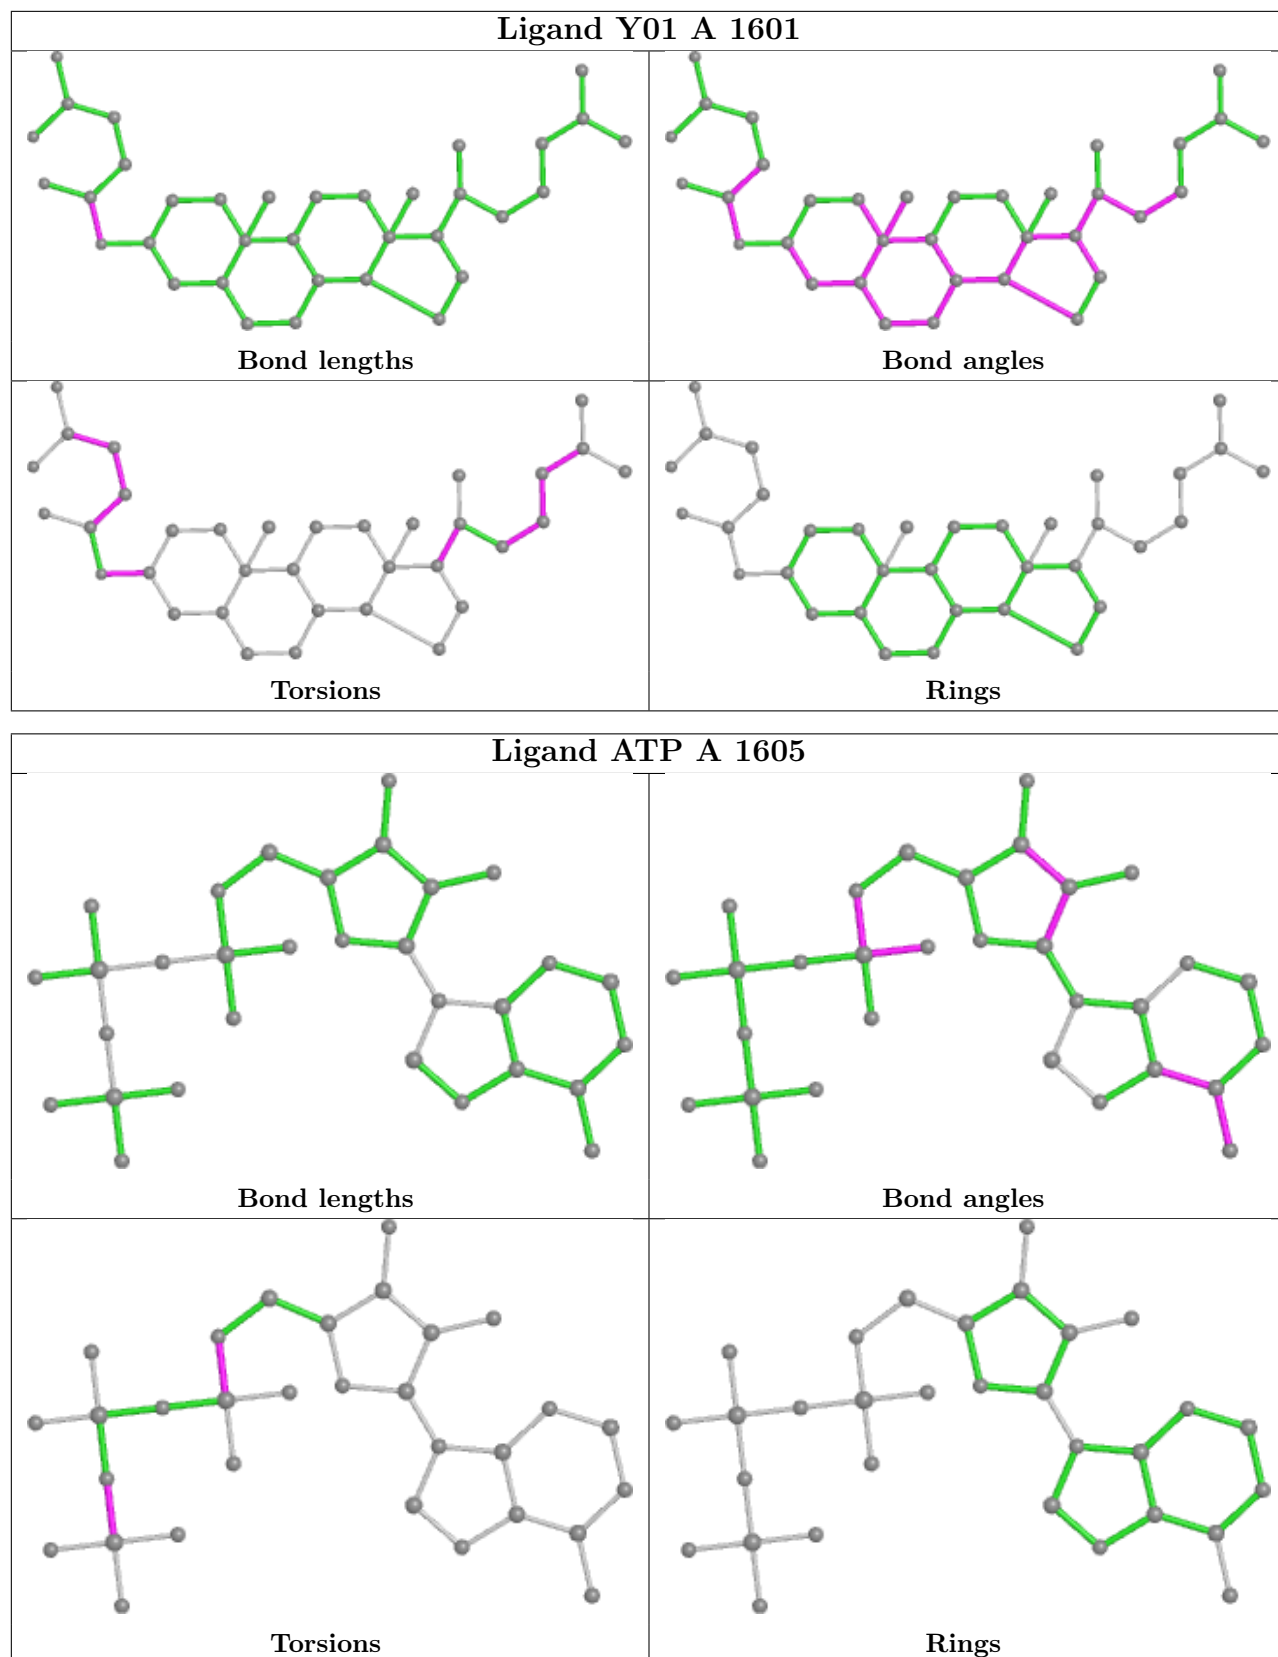 Ligand Y01 A 1601
Bond lengths
Bond angles
Torsions
Rings
Ligand ATP A 1605
Bond lengths
Bond angles
Torsions
Rings